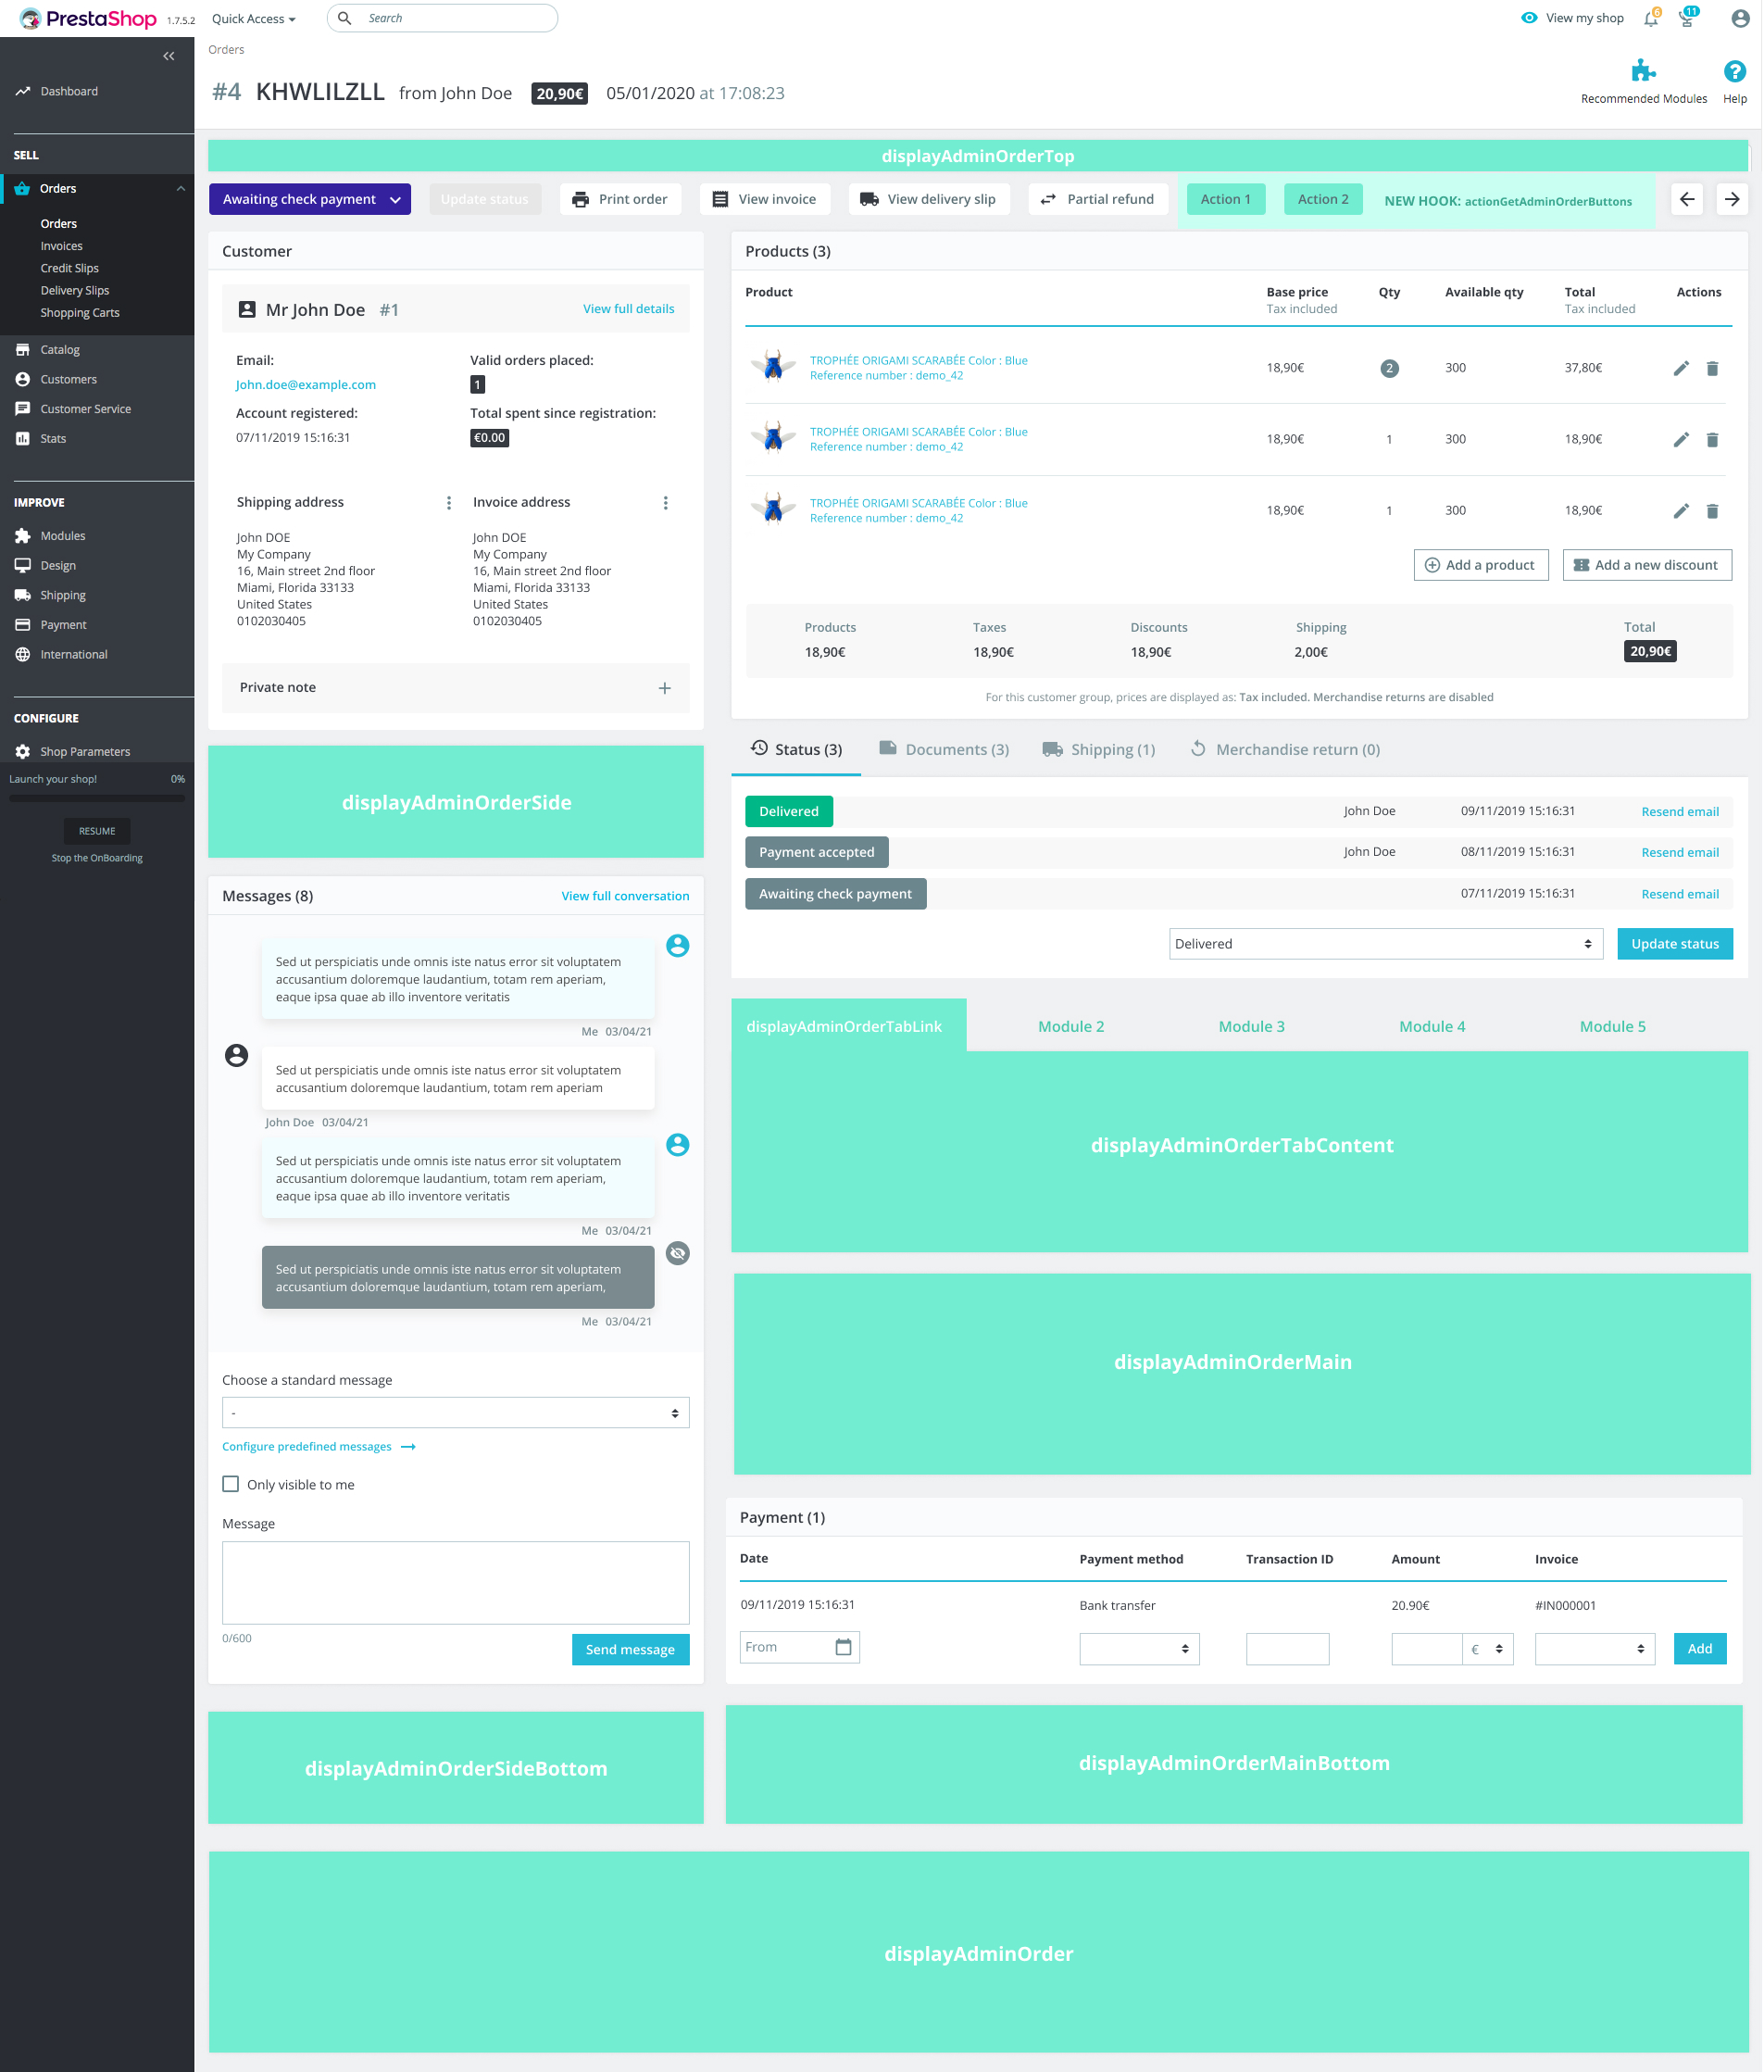 PrestaShop 1.7.5.2
Quick Access
Search
View my shop
6
11
Orders
#4 KHWLILZLL from John Doe 20,90€ 05/01/2020 at 17:08:23
Recommended Modules
Help
Dashboard
SELL
Orders
Orders
Invoices
Credit Slips
Delivery Slips
Shopping Carts
Catalog
Customers
Customer Service
Stats
IMPROVE
Modules
Design
Shipping
Payment
International
CONFIGURE
Shop Parameters
Launch your shop! 0%
RESUME
Stop the OnBoarding
displayAdminOrderTop
Awaiting check payment
Update status
Print order
View invoice
View delivery slip
Partial refund
Action 1
Action 2
NEW HOOK: actionGetAdminOrderButtons
Customer
Mr John Doe #1
View full details
Email:
John.doe@example.com
Valid orders placed:
1
Account registered:
07/11/2019 15:16:31
Total spent since registration:
€0.00
Shipping address
John DOE
My Company
16, Main street 2nd floor
Miami, Florida 33133
United States
0102030405
Invoice address
John DOE
My Company
16, Main street 2nd floor
Miami, Florida 33133
United States
0102030405
Private note
displayAdminOrderSide
Messages (8)
View full conversation
Sed ut perspiciatis unde omnis iste natus error sit voluptatem
accusantium doloremque laudantium, totam rem aperiam,
eaque ipsa quae ab illo inventore veritatis
Me 03/04/21
Sed ut perspiciatis unde omnis iste natus error sit voluptatem
accusantium doloremque laudantium, totam rem aperiam
John Doe 03/04/21
Sed ut perspiciatis unde omnis iste natus error sit voluptatem
accusantium doloremque laudantium, totam rem aperiam,
eaque ipsa quae ab illo inventore veritatis
Me 03/04/21
Sed ut perspiciatis unde omnis iste natus error sit voluptatem
accusantium doloremque laudantium, totam rem aperiam,
Me 03/04/21
Choose a standard message
-
Configure predefined messages
Only visible to me
Message
0/600
Send message
displayAdminOrderSideBottom
Products (3)
Product Base price Qty Available qty Total Actions
Tax included Tax included
TROPHÉE ORIGAMI SCARABÉE Color : Blue
Reference number : demo_42
18,90€ 2 300 37,80€
TROPHÉE ORIGAMI SCARABÉE Color : Blue
Reference number : demo_42
18,90€ 1 300 18,90€
TROPHÉE ORIGAMI SCARABÉE Color : Blue
Reference number : demo_42
18,90€ 1 300 18,90€
Add a product
Add a new discount
Products Taxes Discounts Shipping Total
18,90€ 18,90€ 18,90€ 2,00€ 20,90€
For this customer group, prices are displayed as: Tax included. Merchandise returns are disabled
Status (3)
Documents (3)
Shipping (1)
Merchandise return (0)
Delivered John Doe 09/11/2019 15:16:31 Resend email
Payment accepted John Doe 08/11/2019 15:16:31 Resend email
Awaiting check payment 07/11/2019 15:16:31 Resend email
Delivered
Update status
displayAdminOrderTabLink Module 2 Module 3 Module 4 Module 5
displayAdminOrderTabContent
displayAdminOrderMain
Payment (1)
Date Payment method Transaction ID Amount Invoice
09/11/2019 15:16:31 Bank transfer 20.90€ #IN000001
From
€
Add
displayAdminOrderMainBottom
displayAdminOrder